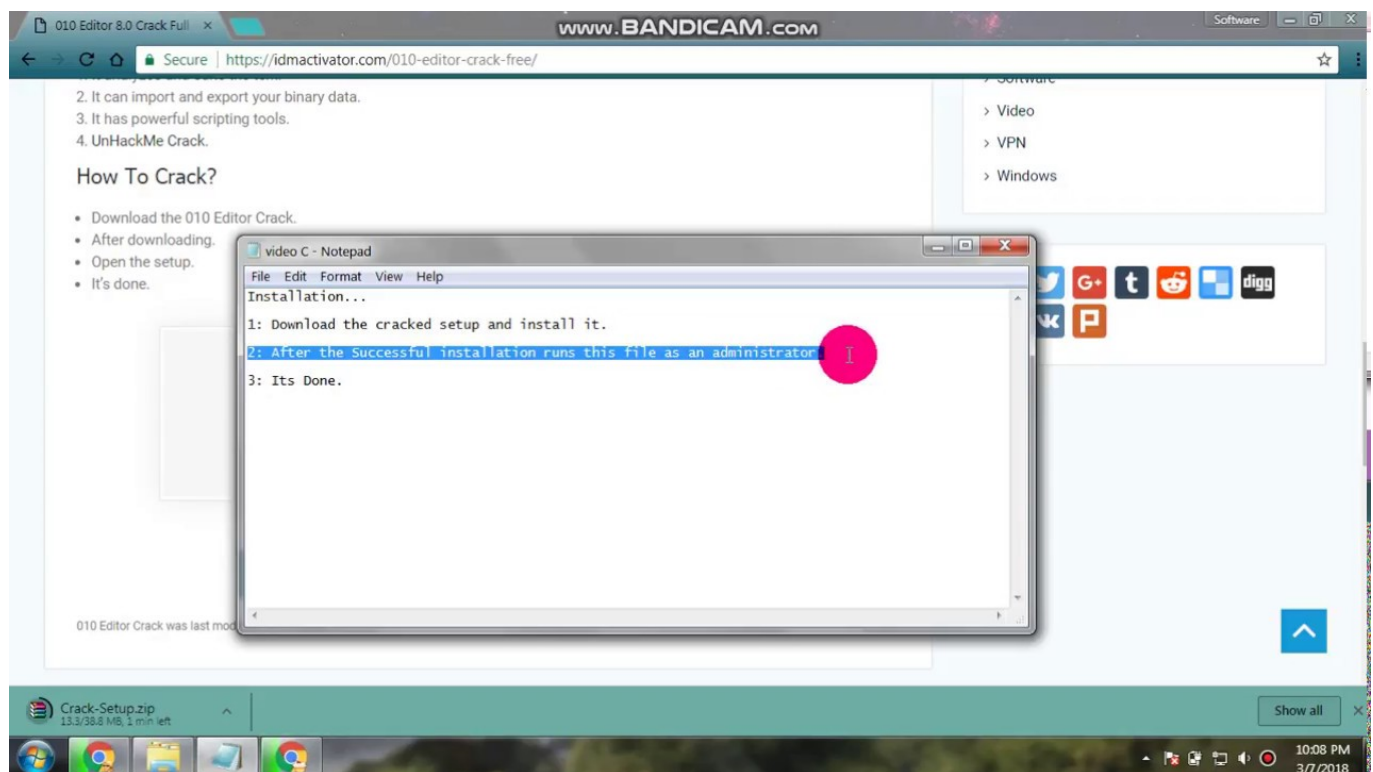 010 Editor 8.0 Crack Full
www.BANDICAM.com
Software
Secure
https://idmactivator.com/010-editor-crack-free/
2. It can import and export your binary data.
3. It has powerful scripting tools.
4. UnHackMe Crack.
How To Crack?
• Download the 010 Editor Crack.
• After downloading.
• Open the setup.
• It's done.
> Software
> Video
> VPN
> Windows
video C - Notepad
File Edit Format View Help
Installation...
1: Download the cracked setup and install it.
2: After the Successful installation runs this file as an administrator.
3: Its Done.
G+
t
digg
010 Editor Crack was last mod
Crack-Setup.zip
13.3/38.8 MB, 1 min left
Show all
10:08 PM
3/7/2018